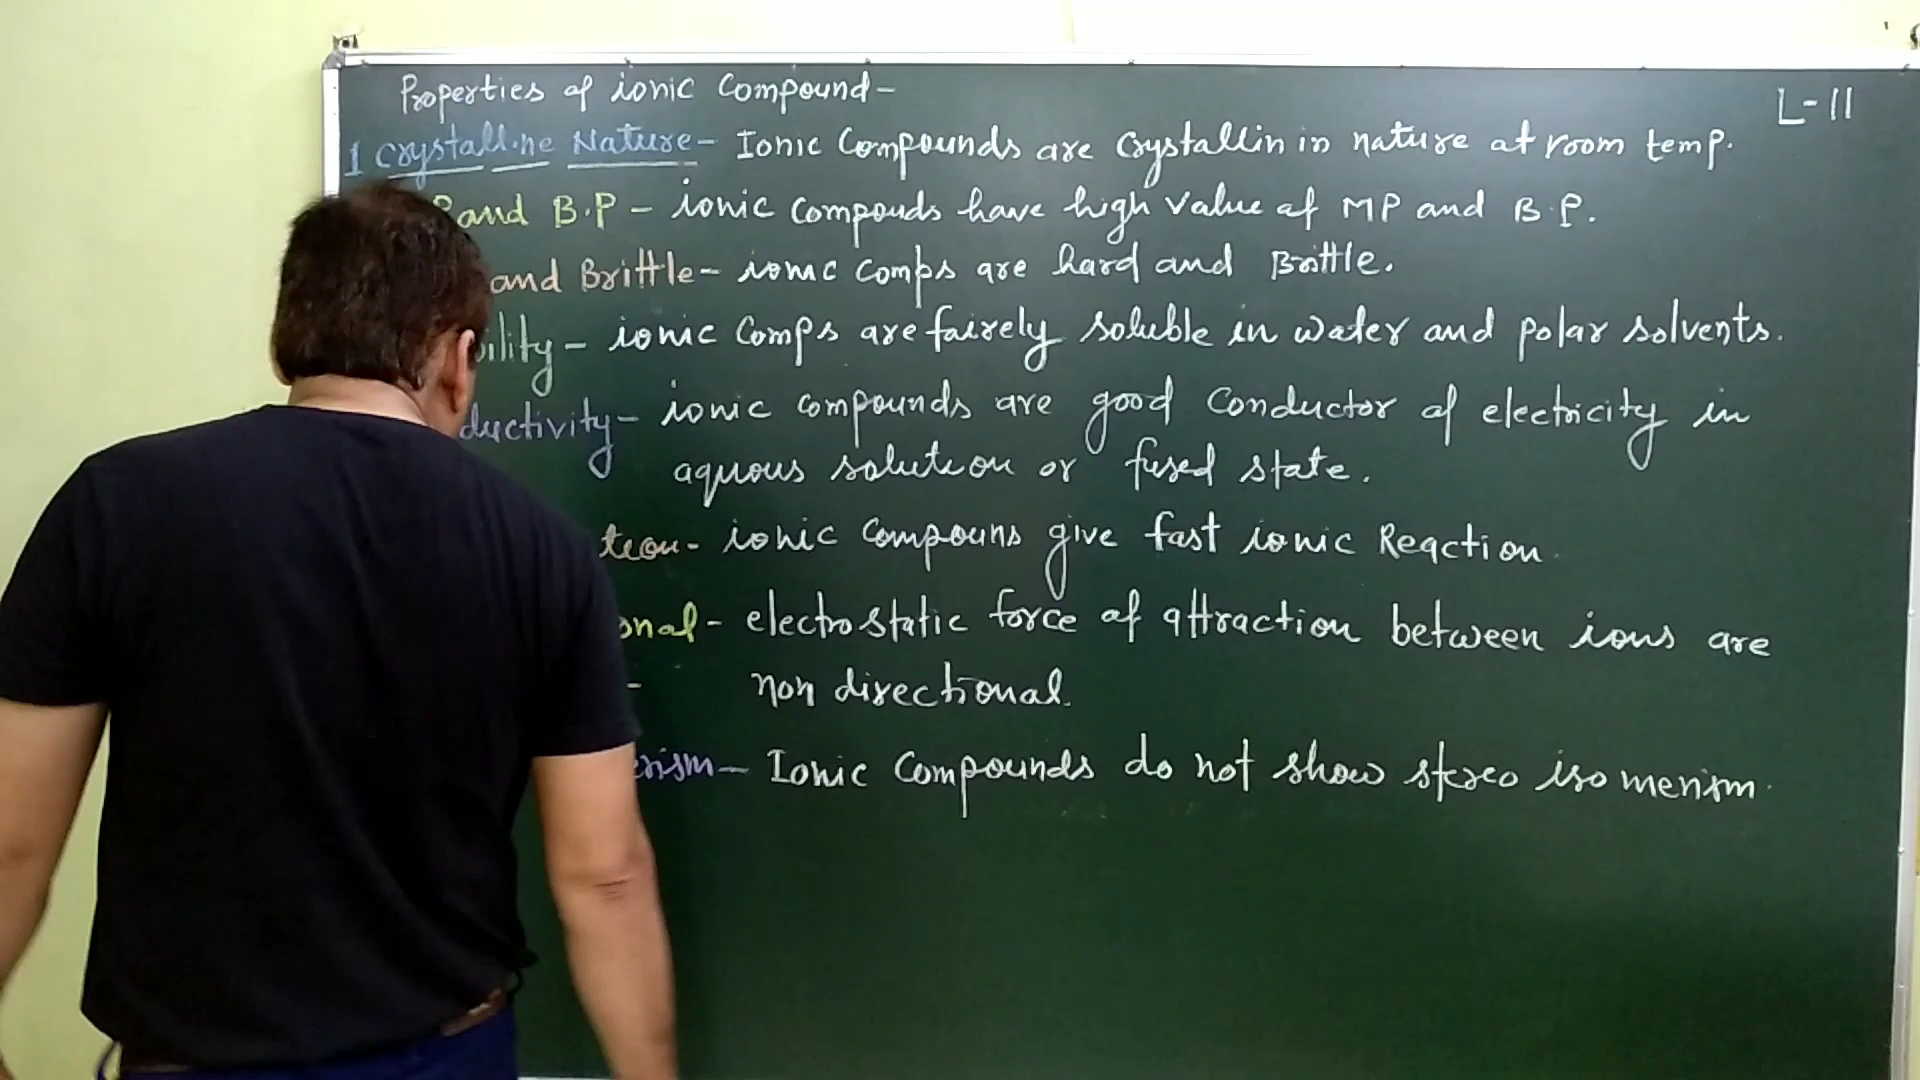 Properties of ionic Compound-
L-11
1 crystalline Nature- Ionic Compounds are Crystallin in nature at room temp.
P and B.P - ionic compouds have high value of MP and B.P.
and Brittle- ionic comps are hard and Brittle.
bility- ionic comps are fairely soluble in water and polar solvents.
ductivity- ionic compounds are good conductor of electricity in
aquous solution or fused state.
tion- ionic compouns give fast ionic Reaction.
onal- electrostatic force of attraction between ions are
- non directional.
erism- Ionic Compounds do not show stereo isomerism.